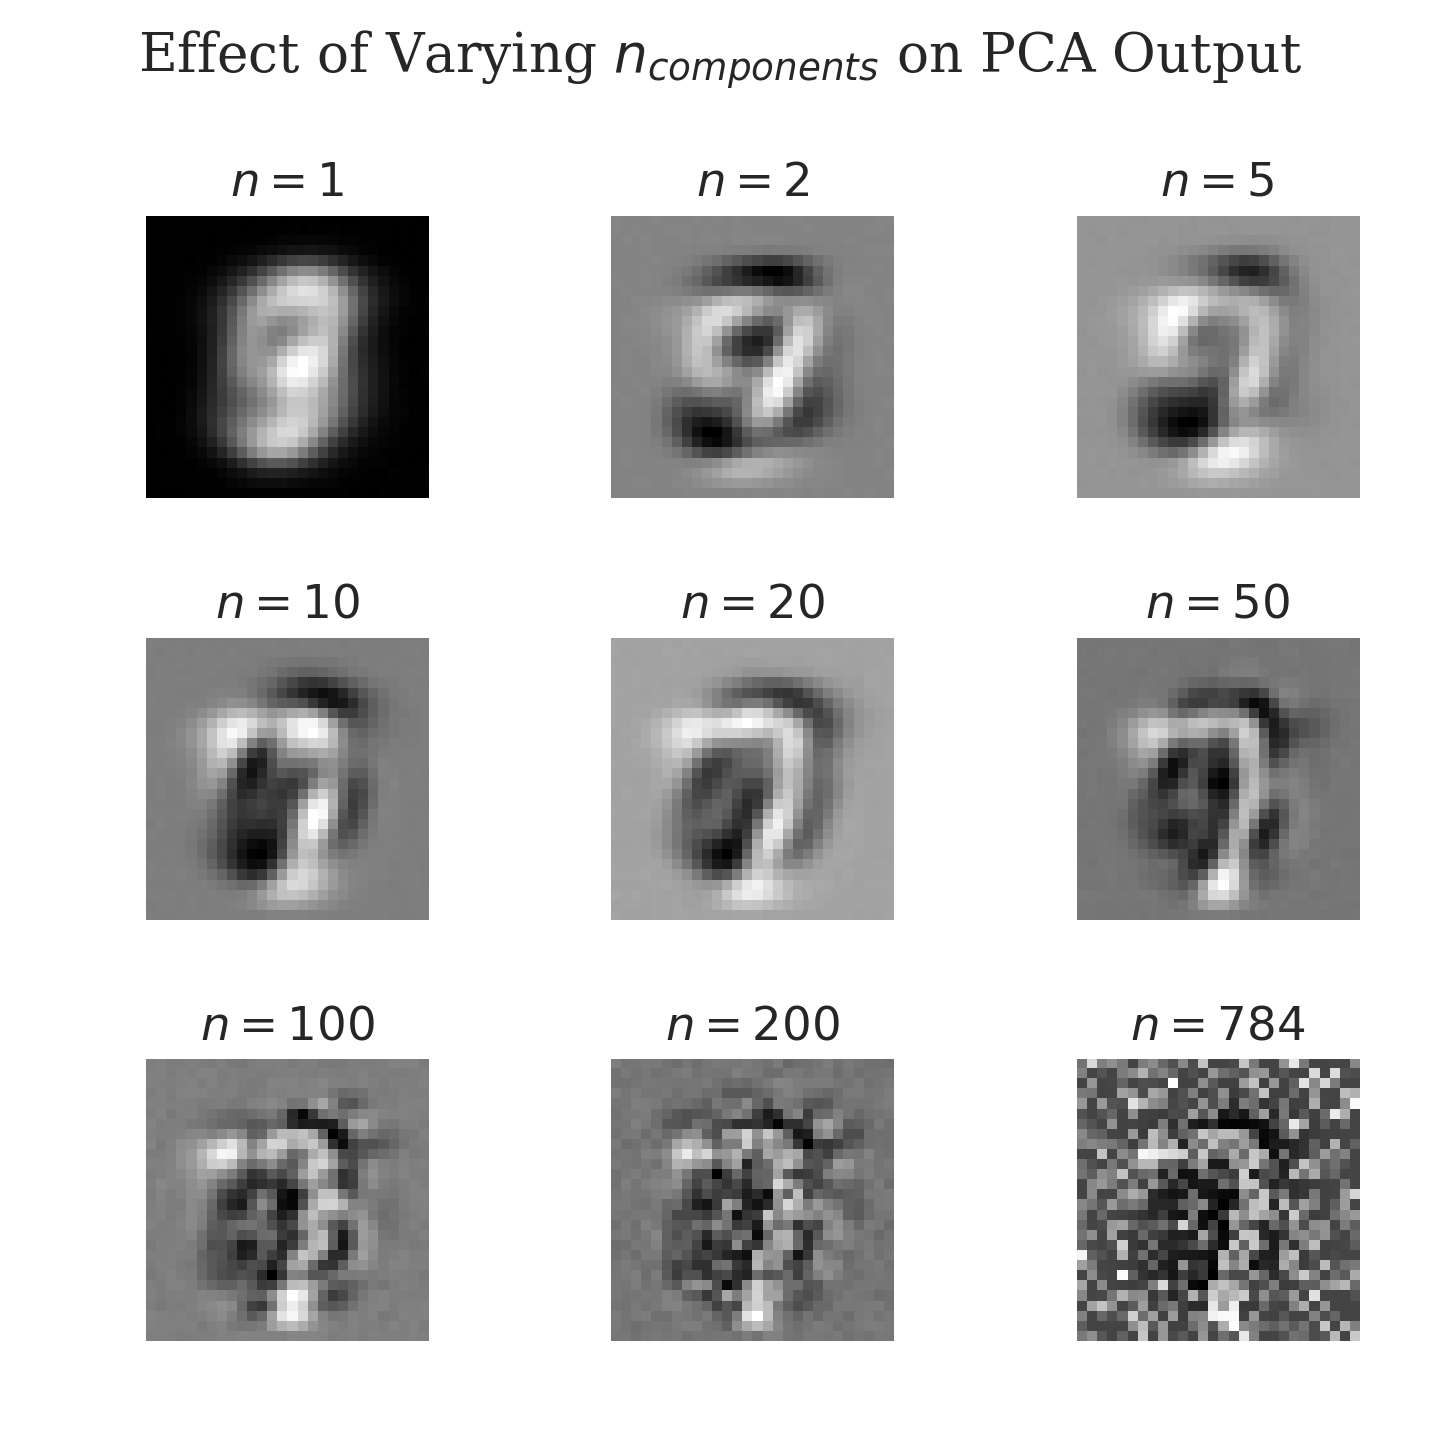 Effect of Varying n_components on PCA Output
n = 1
n = 2
n = 5
n = 10
n = 20
n = 50
n = 100
n = 200
n = 784